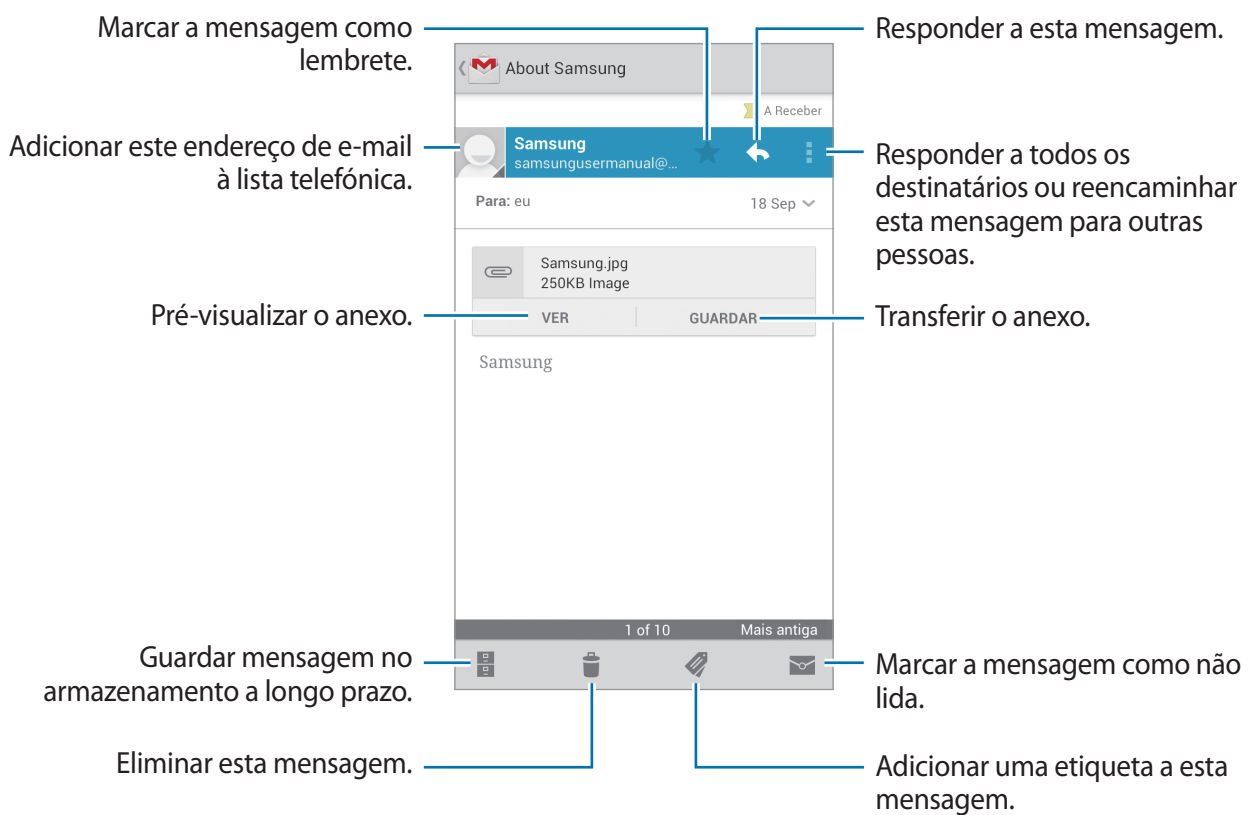 Marcar a mensagem como
lembrete.
Responder a esta mensagem.
About Samsung
A Receber
Adicionar este endereço de e-mail
à lista telefónica.
Samsung
samsungusermanual@...
Responder a todos os
destinatários ou reencaminhar
esta mensagem para outras
pessoas.
Para: eu
18 Sep
Samsung.jpg
250KB Image
Pré-visualizar o anexo.
VER
GUARDAR
Transferir o anexo.
Samsung
1 of 10
Mais antiga
Guardar mensagem no
armazenamento a longo prazo.
Marcar a mensagem como não
lida.
Eliminar esta mensagem.
Adicionar uma etiqueta a esta
mensagem.